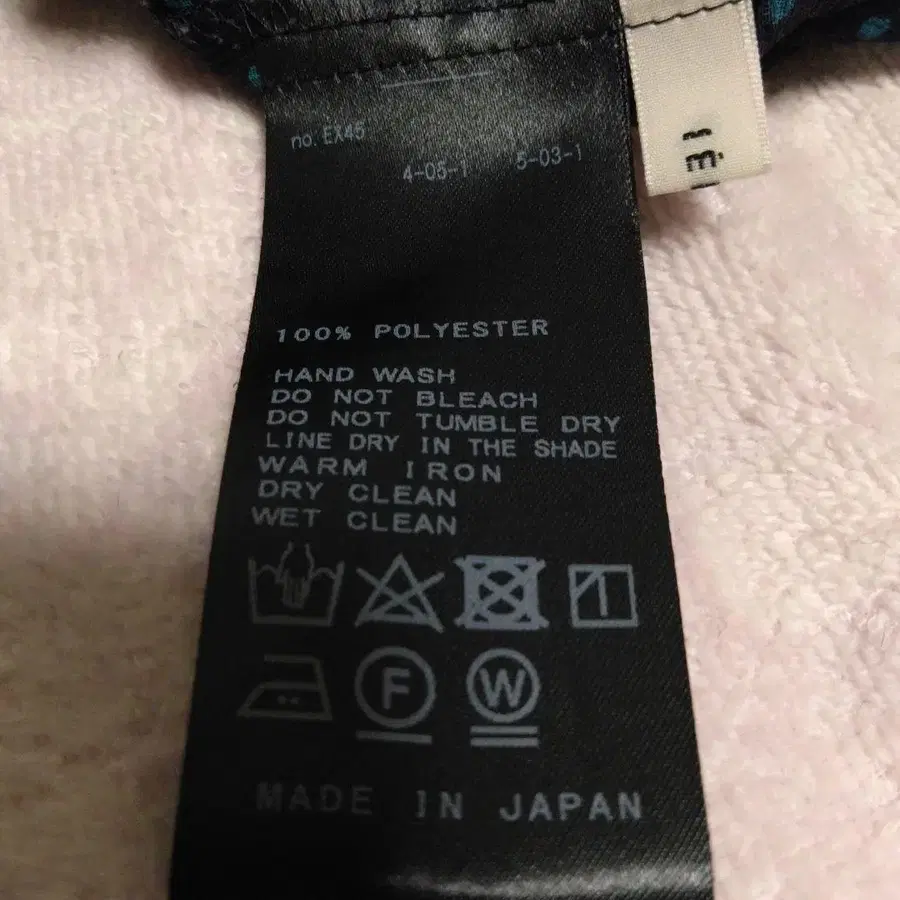 no. EX45
4-05-1 5-03-1
100% POLYESTER
HAND WASH
DO NOT BLEACH
DO NOT TUMBLE DRY
LINE DRY IN THE SHADE
WARM IRON
DRY CLEAN
WET CLEAN
F W
MADE IN JAPAN